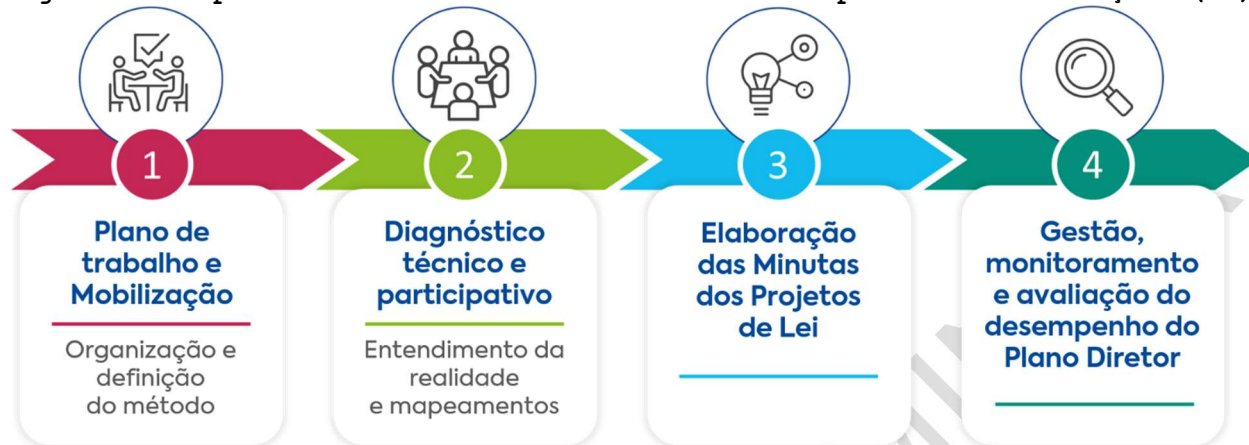 1
Plano de
trabalho e
Mobilização
Organização e
definição
do método
2
Diagnóstico
técnico e
participativo
Entendimento da
realidade
e mapeamentos
3
Elaboração
das Minutas
dos Projetos
de Lei
4
Gestão,
monitoramento
e avaliação do
desempenho do
Plano Diretor